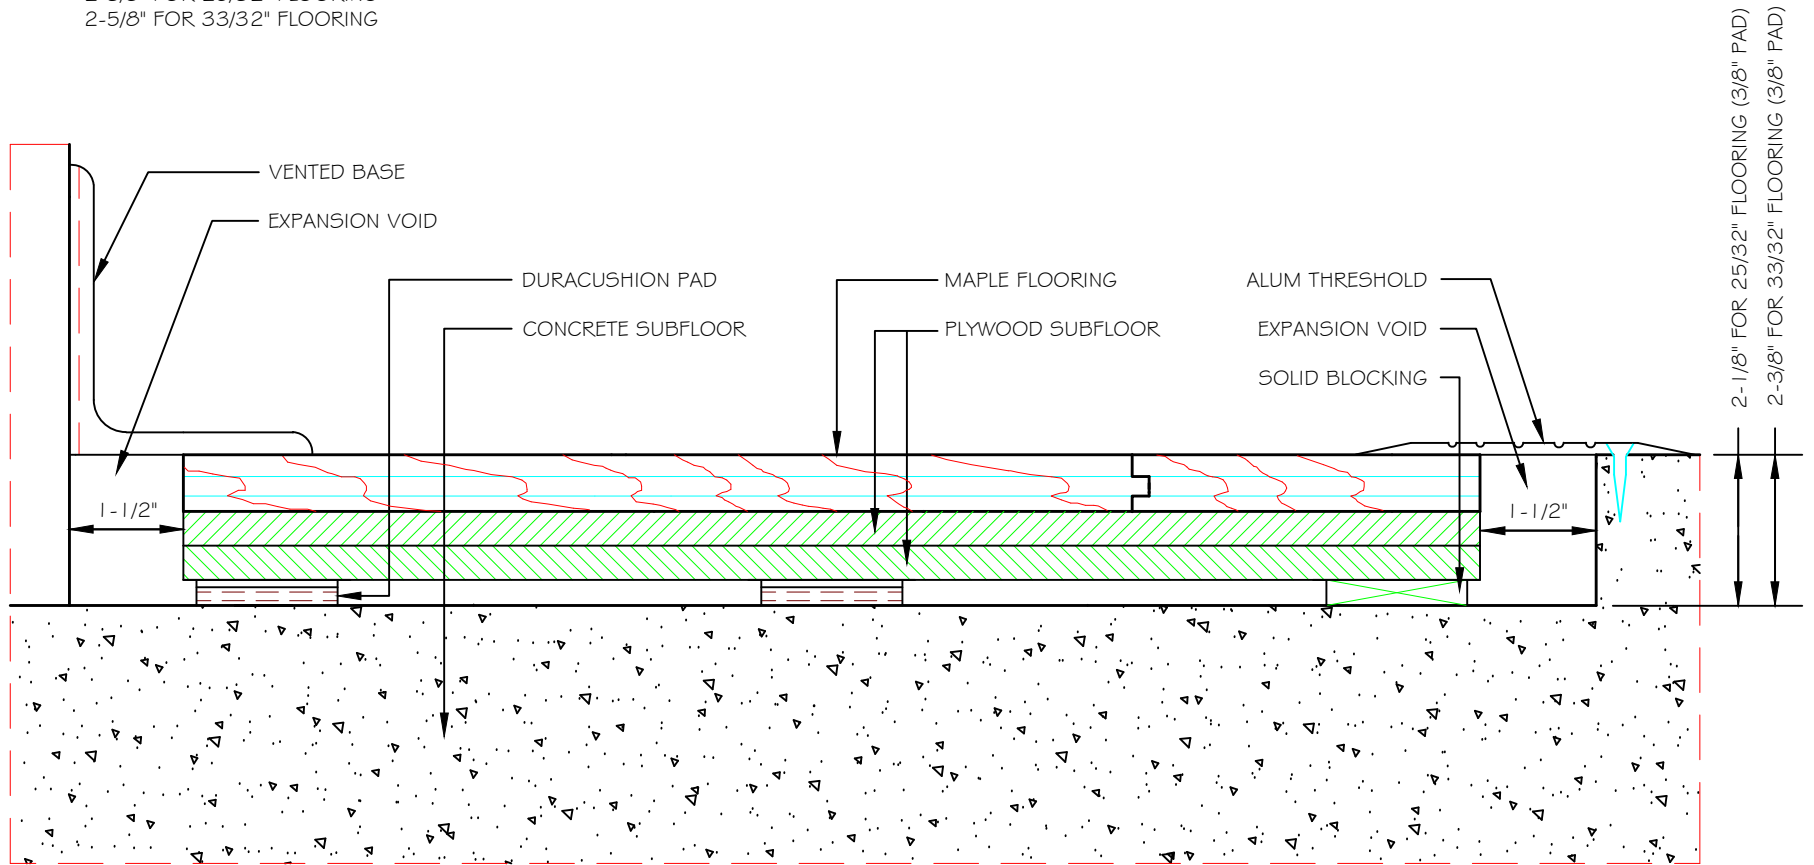 2-5/8" FOR 33/32" FLOORING
2-1/8" FOR 25/32" FLOORING (3/8" PAD)
2-3/8" FOR 33/32" FLOORING (3/8" PAD)
VENTED BASE
EXPANSION VOID
DURACUSHION PAD
MAPLE FLOORING
ALUM THRESHOLD
CONCRETE SUBFLOOR
PLYWOOD SUBFLOOR
EXPANSION VOID
SOLID BLOCKING
1-1/2"
1-1/2"